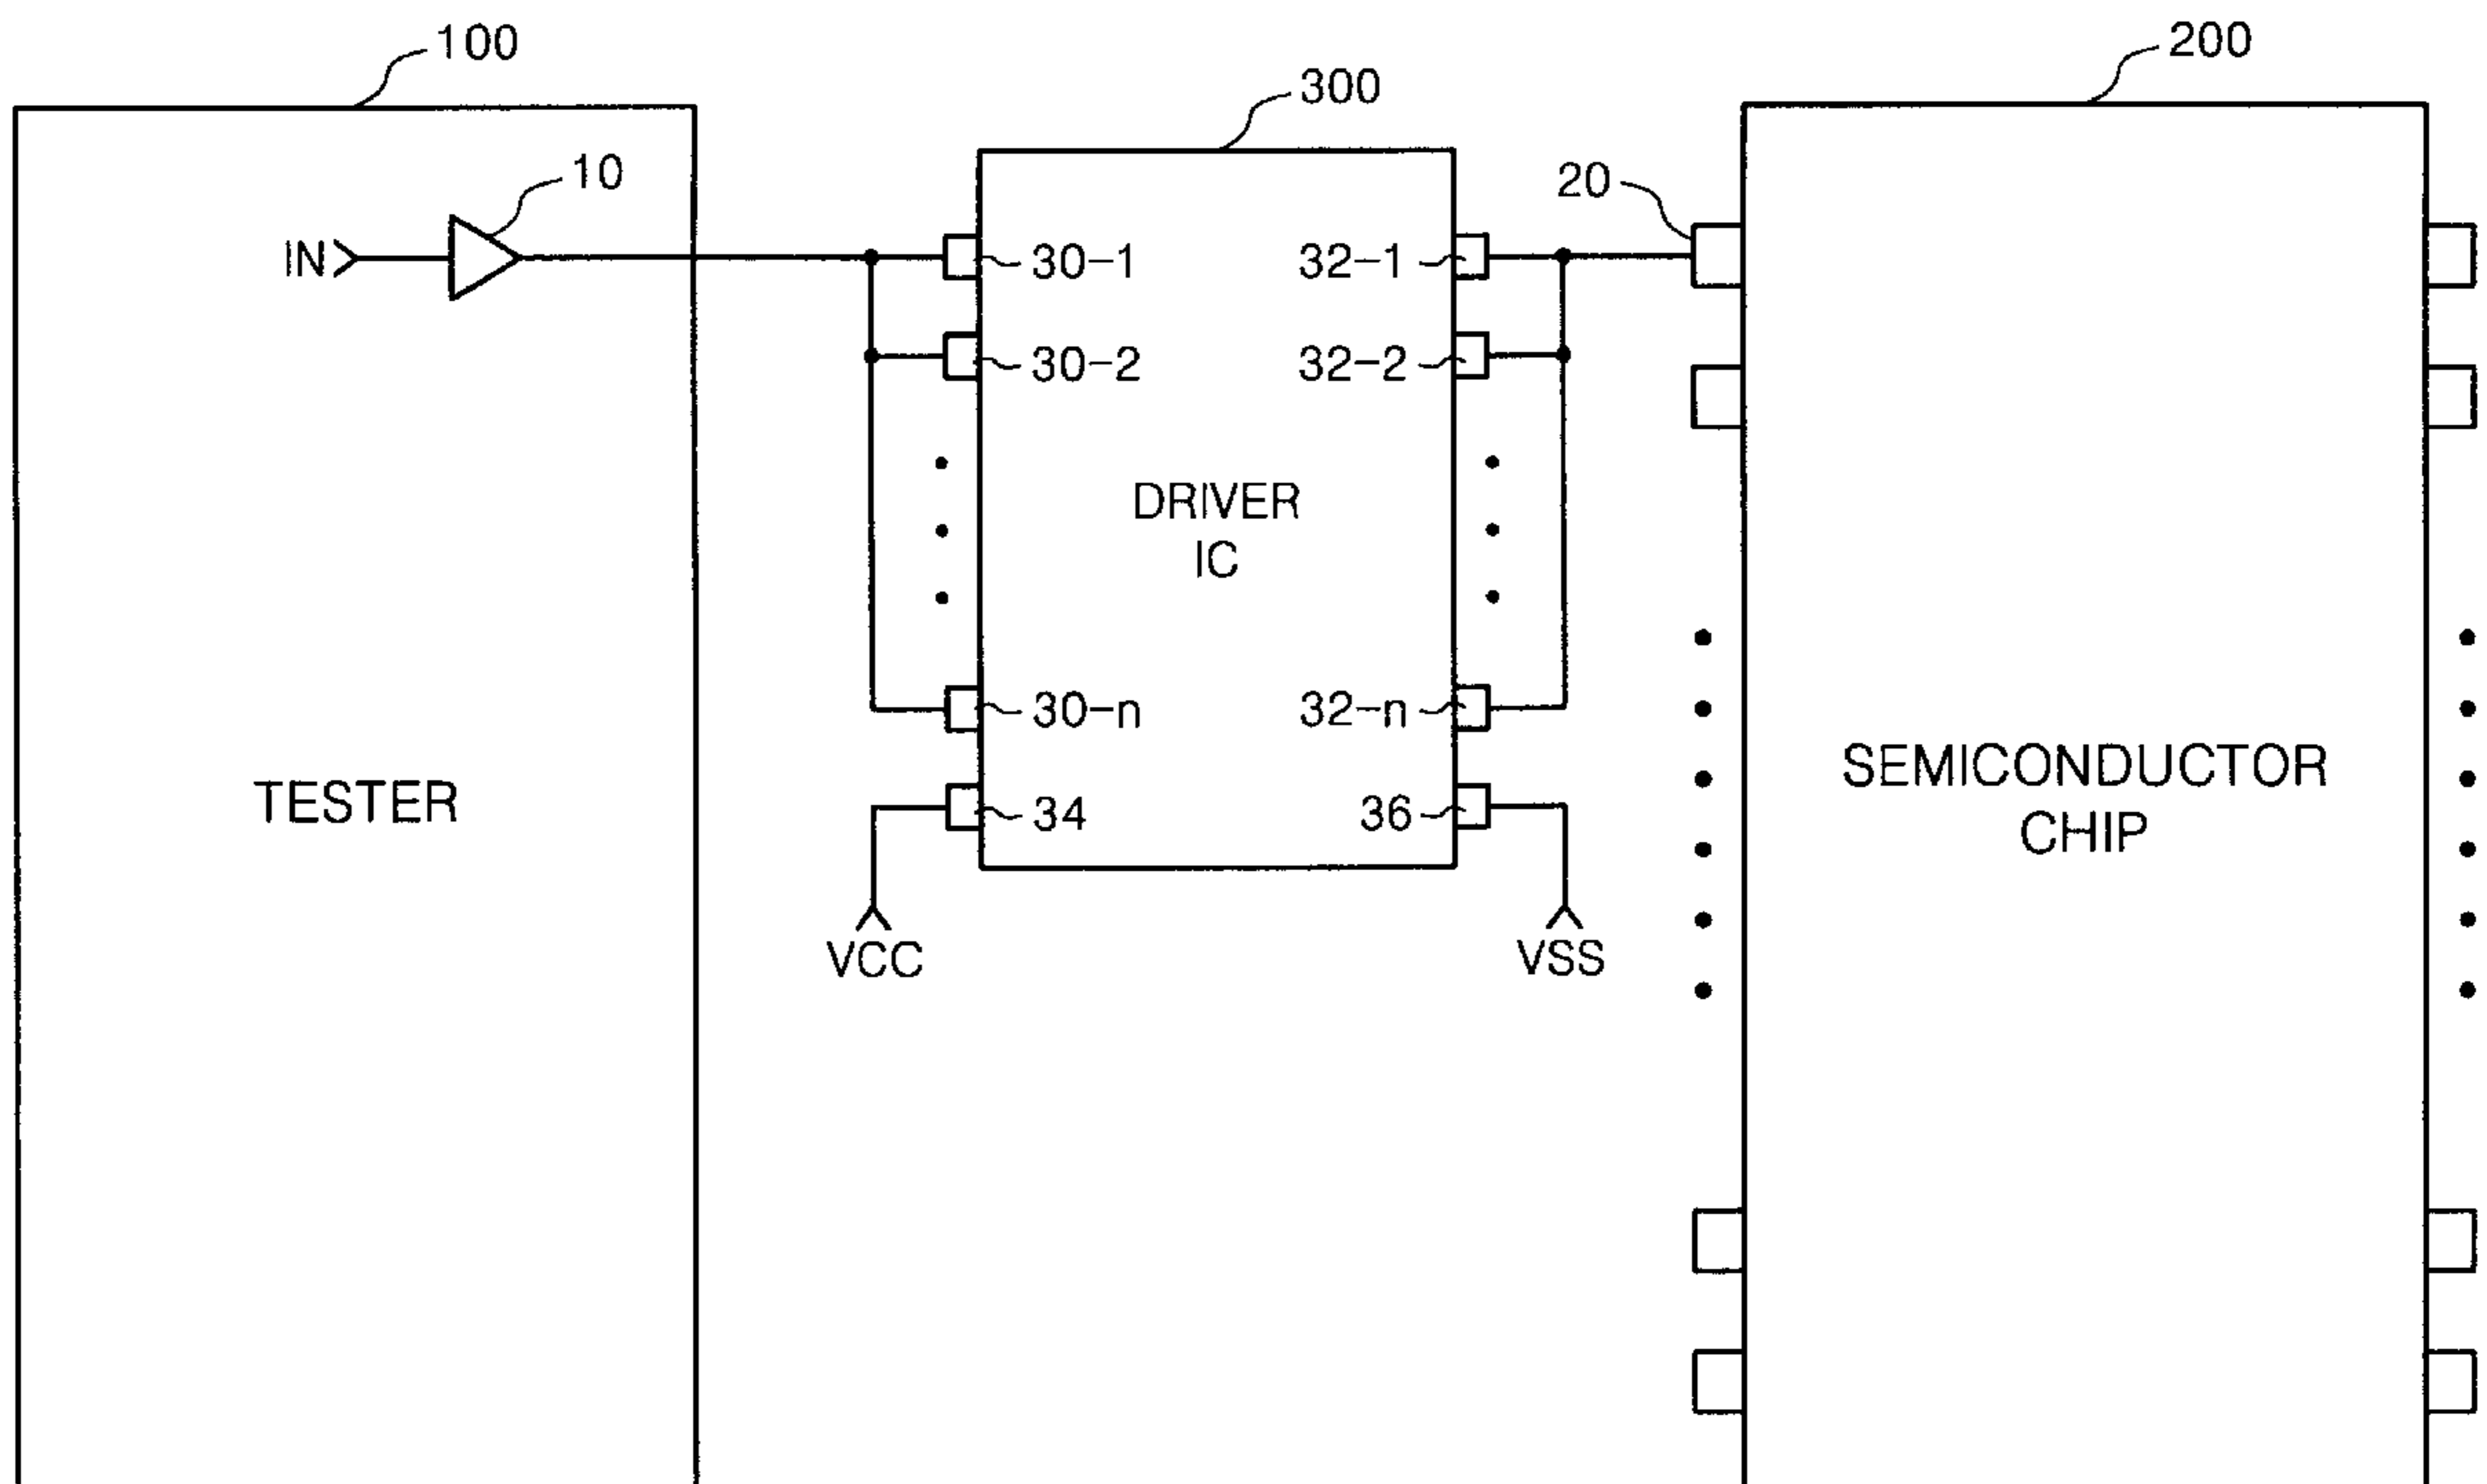 100
200
300
10
20
IN
30-1
32-1
30-2
32-2
DRIVER
IC
30-n
32-n
34
36
TESTER
SEMICONDUCTOR
CHIP
VCC
VSS